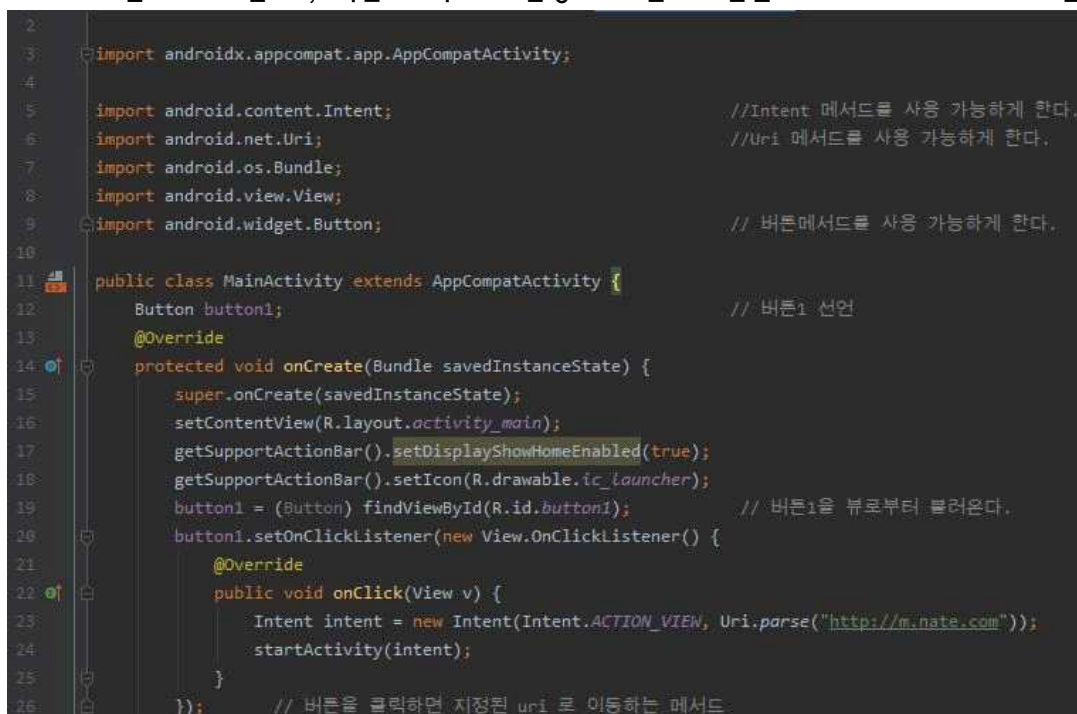 2
3 import androidx.appcompat.app.AppCompatActivity;
4
5 import android.content.Intent; //Intent 메서드를 사용 가능하게 한다.
6 import android.net.Uri; //Uri 메서드를 사용 가능하게 한다.
7 import android.os.Bundle;
8 import android.view.View;
9 import android.widget.Button; // 버튼메서드를 사용 가능하게 한다.
10
11 public class MainActivity extends AppCompatActivity {
12 Button button1; // 버튼1 선언
13 @Override
14 protected void onCreate(Bundle savedInstanceState) {
15 super.onCreate(savedInstanceState);
16 setContentView(R.layout.activity_main);
17 getSupportActionBar().setDisplayShowHomeEnabled(true);
18 getSupportActionBar().setIcon(R.drawable.ic_launcher);
19 button1 = (Button) findViewById(R.id.button1); // 버튼1을 뷰로부터 불러온다.
20 button1.setOnClickListener(new View.OnClickListener() {
21 @Override
22 public void onClick(View v) {
23 Intent intent = new Intent(Intent.ACTION_VIEW, Uri.parse("http://m.nate.com"));
24 startActivity(intent);
25 }
26 }); // 버튼을 클릭하면 지정된 uri 로 이동하는 메서드